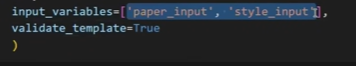 input_variables=['paper_input', 'style_input'],
validate_template=True
)